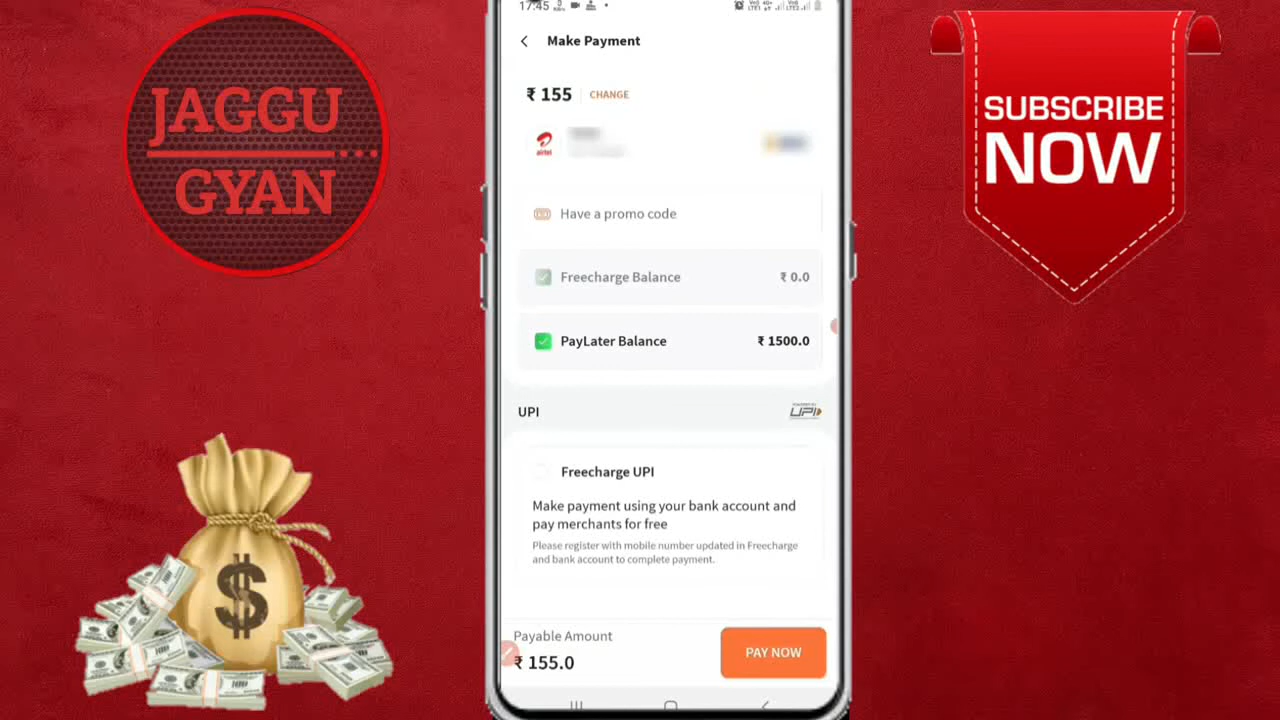 JAGGU
GYAN
SUBSCRIBE
NOW
17:45
Make Payment
₹ 155
CHANGE
airtel
Have a promo code
Freecharge Balance
₹ 0.0
PayLater Balance
₹ 1500.0
UPI
UPI
Freecharge UPI
Make payment using your bank account and
pay merchants for free
Please register with mobile number updated in Freecharge
and bank account to complete payment.
Payable Amount
₹ 155.0
PAY NOW
$
100
100
100